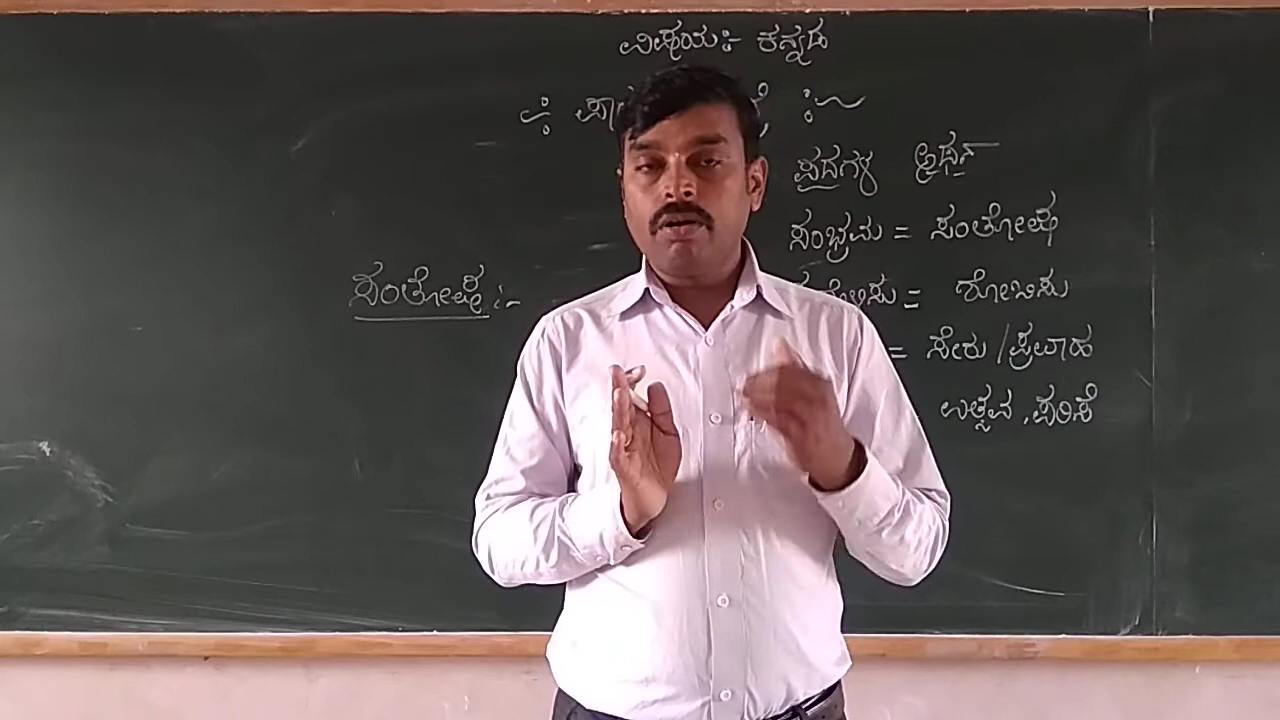 ವಿಷಯ:- ಕನ್ನಡ
ಪದಗಳ ಅರ್ಥ
ಸಂಭ್ರಮ = ಸಂತೋಷ
= ಶೋಬಿಸು
= ಸೇರು/ಪ್ರವಾಹ
ಉತ್ಸವ, ಪರಿಸೆ
ಸಂತೋಷ :-